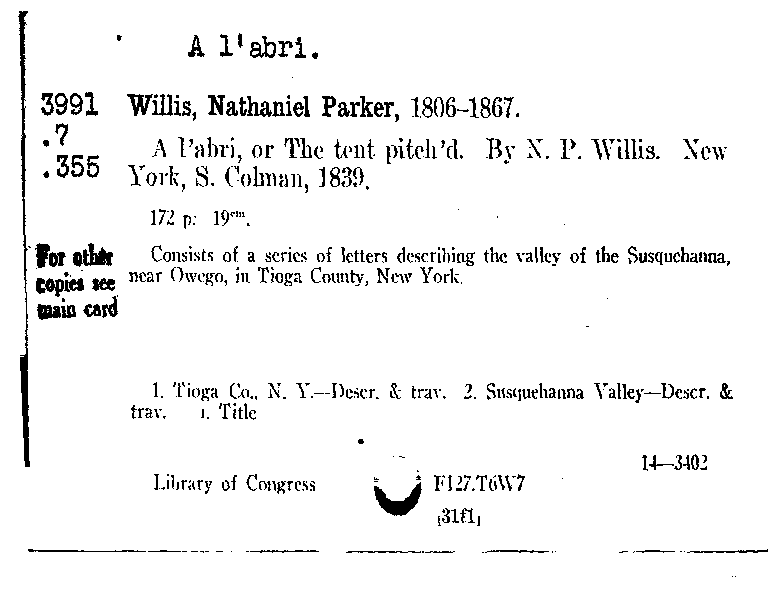 A l'abri.
3991 Willis, Nathaniel Parker, 1806–1867.
.7
.355
A l'abri, or The tent pitch'd. By N. P. Willis. New
York, S. Colman, 1839.
172 p. 19cm.
For other
copies see
main card
Consists of a series of letters describing the valley of the Susquehanna,
near Owego, in Tioga County, New York.
1. Tioga Co., N. Y.—Descr. & trav. 2. Susquehanna Valley—Descr. &
trav. I. Title
14—3402
Library of Congress F127.T6W7
[31f1]